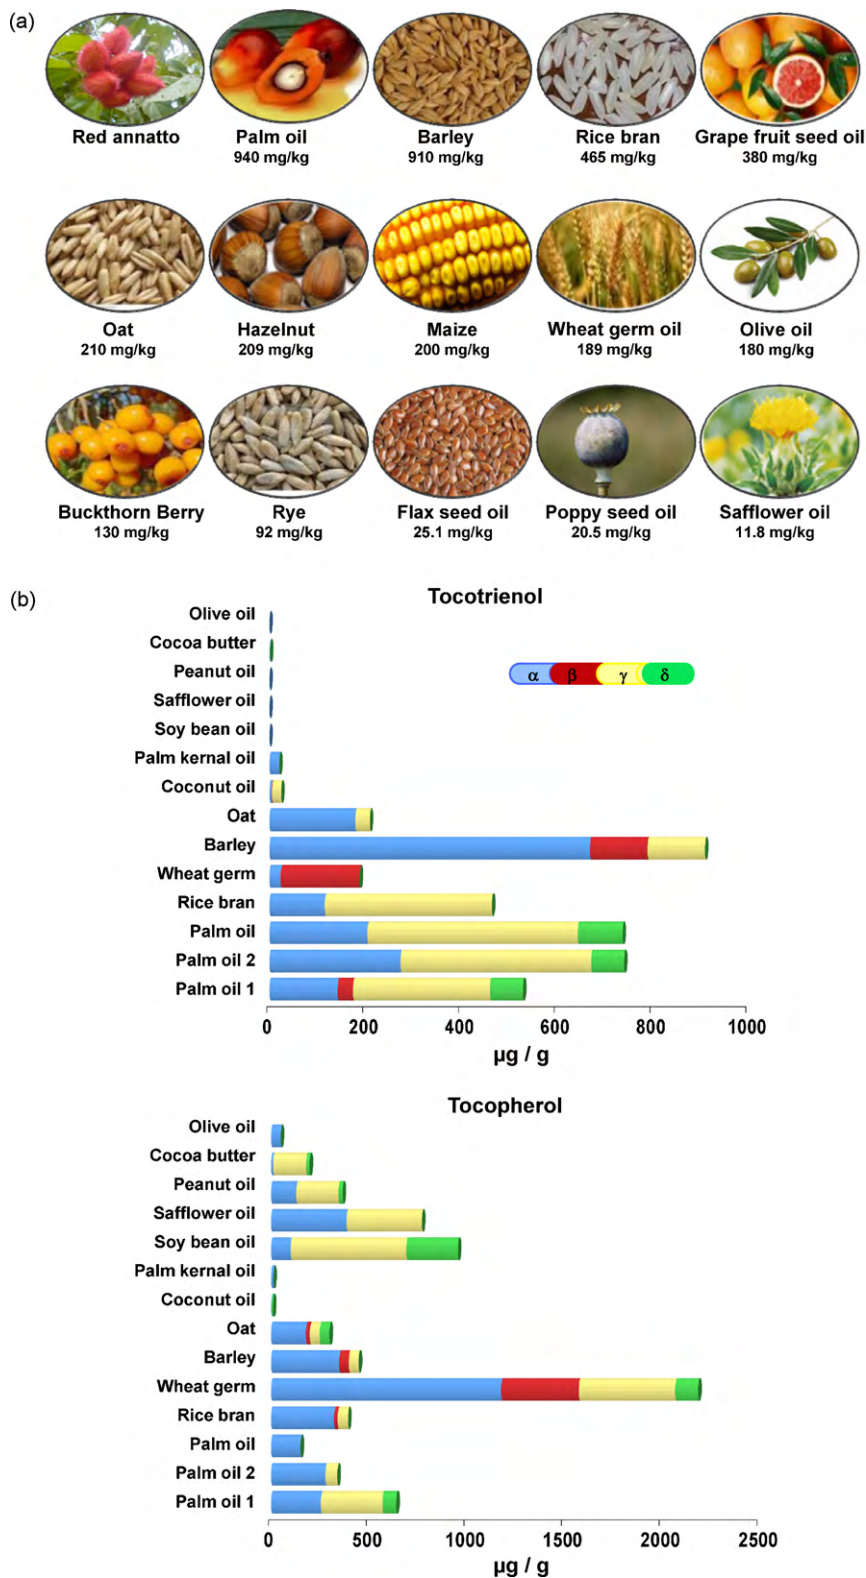 (a)
Red annatto
Palm oil
940 mg/kg
Barley
910 mg/kg
Rice bran
465 mg/kg
Grape fruit seed oil
380 mg/kg
Oat
210 mg/kg
Hazelnut
209 mg/kg
Maize
200 mg/kg
Wheat germ oil
189 mg/kg
Olive oil
180 mg/kg
Buckthorn Berry
130 mg/kg
Rye
92 mg/kg
Flax seed oil
25.1 mg/kg
Poppy seed oil
20.5 mg/kg
Safflower oil
11.8 mg/kg
(b)
Tocotrienol
α β γ δ
Olive oil
Cocoa butter
Peanut oil
Safflower oil
Soy bean oil
Palm kernal oil
Coconut oil
Oat
Barley
Wheat germ
Rice bran
Palm oil
Palm oil 2
Palm oil 1
0 200 400 600 800 1000
µg / g
Tocopherol
Olive oil
Cocoa butter
Peanut oil
Safflower oil
Soy bean oil
Palm kernal oil
Coconut oil
Oat
Barley
Wheat germ
Rice bran
Palm oil
Palm oil 2
Palm oil 1
0 500 1000 1500 2000 2500
µg / g